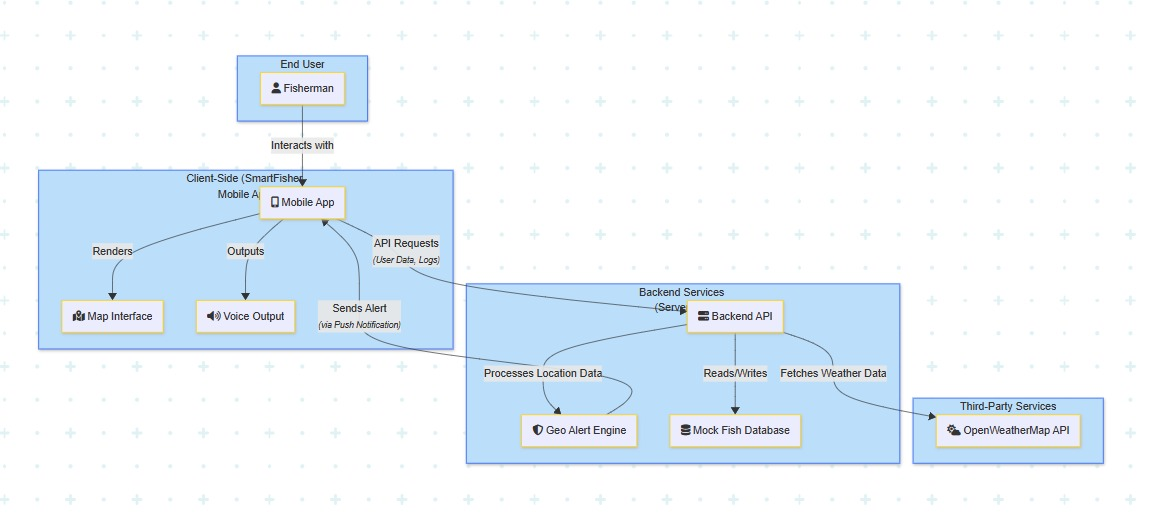 End User
Fisherman
Interacts with
Client-Side (SmartFisher
Mobile A
Mobile App
Renders
Outputs
API Requests
(User Data, Logs)
Map Interface
Voice Output
Sends Alert
(via Push Notification)
Backend Services
(Serve
Backend API
Processes Location Data
Reads/Writes
Fetches Weather Data
Geo Alert Engine
Mock Fish Database
Third-Party Services
OpenWeatherMap API